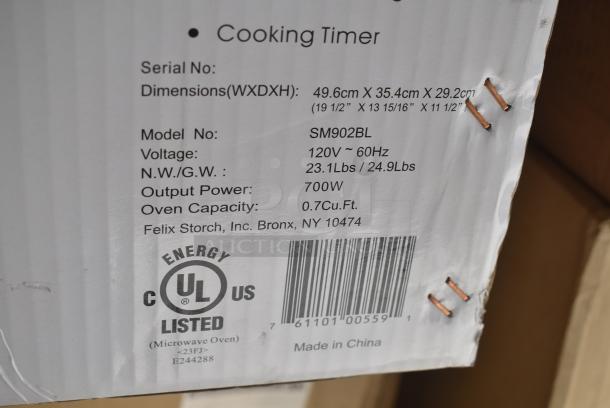 • Cooking Timer
Serial No:
Dimensions(WXDXH): 49.6cm X 35.4cm X 29.2cm
(19 1/2" X 13 15/16" X 11 1/2")
Model No: SM902BL
Voltage: 120V ~ 60Hz
N.W./G.W. : 23.1Lbs / 24.9Lbs
Output Power: 700W
Oven Capacity: 0.7Cu.Ft.
Felix Storch, Inc. Bronx, NY 10474
ENERGY
C UL ® US
LISTED
(Microwave Oven)
<23FJ>
E244288
7 61101 00559 1
Made in China